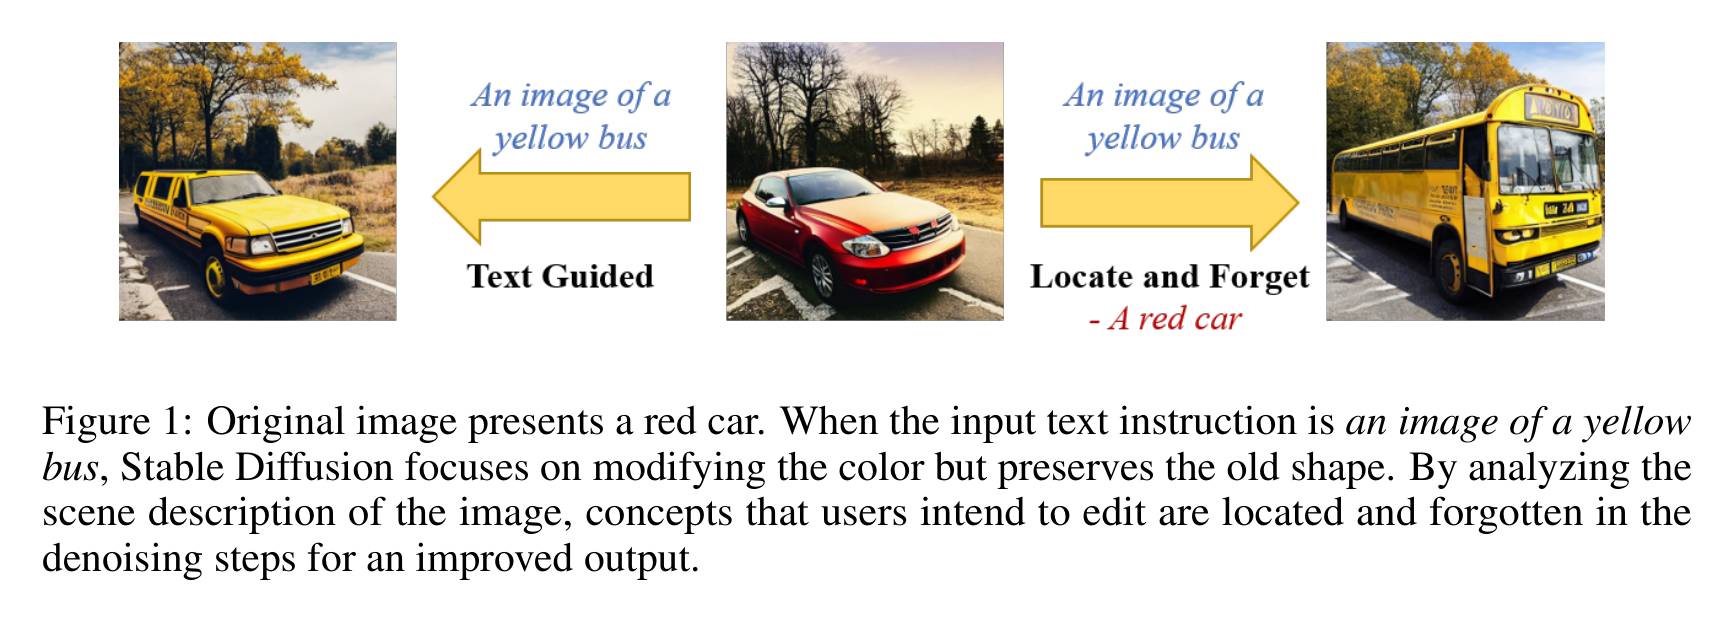 An image of a
yellow bus
Text Guided
An image of a
yellow bus
Locate and Forget
- A red car
Figure 1: Original image presents a red car. When the input text instruction is an image of a yellow
bus, Stable Diffusion focuses on modifying the color but preserves the old shape. By analyzing the
scene description of the image, concepts that users intend to edit are located and forgotten in the
denoising steps for an improved output.